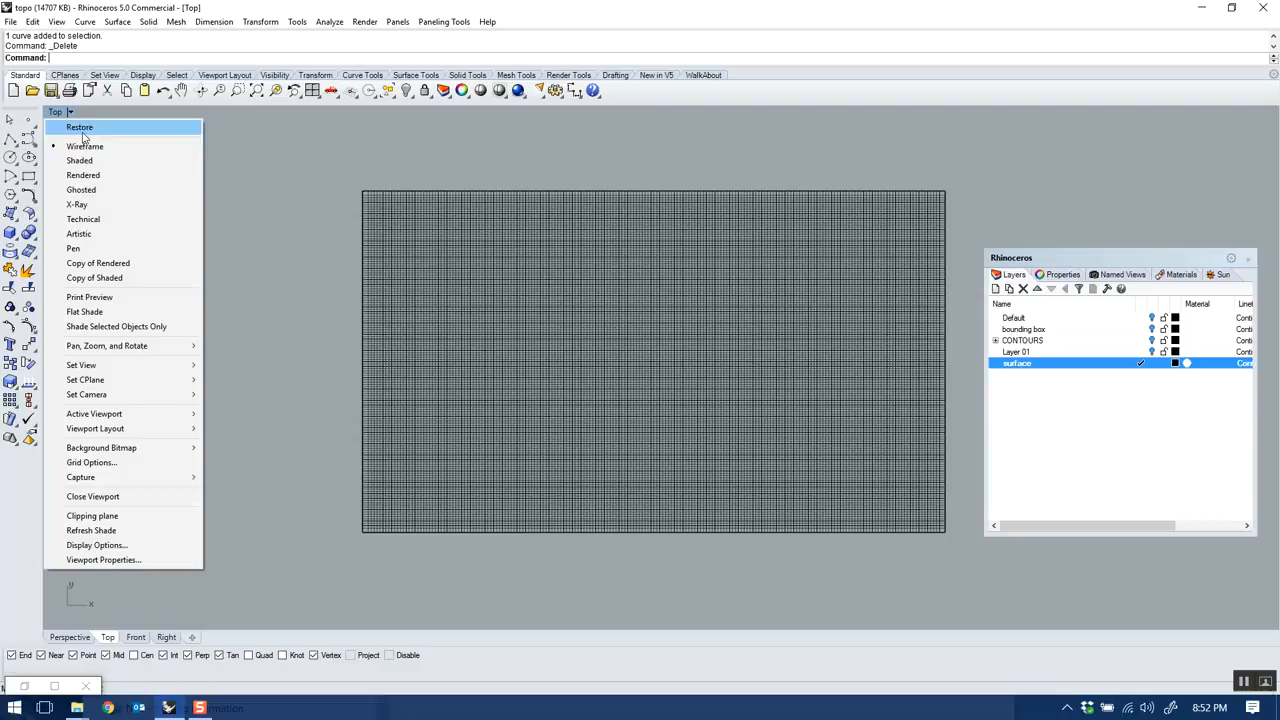 topo (14707 KB) - Rhinoceros 5.0 Commercial - [Top]
File Edit View Curve Surface Solid Mesh Dimension Transform Tools Analyze Render Panels Paneling Tools Help
1 curve added to selection.
Command: _Delete
Command:
Standard CPlanes Set View Display Select Viewport Layout Visibility Transform Curve Tools Surface Tools Solid Tools Mesh Tools Render Tools Drafting New in V5 WalkAbout
Top
Restore
Wireframe
Shaded
Rendered
Ghosted
X-Ray
Technical
Artistic
Pen
Copy of Rendered
Copy of Shaded
Print Preview
Flat Shade
Shade Selected Objects Only
Pan, Zoom, and Rotate
Set View
Set CPlane
Set Camera
Active Viewport
Viewport Layout
Background Bitmap
Grid Options...
Capture
Close Viewport
Clipping plane
Refresh Shade
Display Options...
Viewport Properties...
y
x
Rhinoceros
Layers Properties Named Views Materials Sun
Name Material Linet
Default Conti
bounding box Conti
CONTOURS Conti
Layer 01 Conti
surface Conti
Perspective Top Front Right
End Near Point Mid Cen Int Perp Tan Quad Knot Vertex Project Disable
8:52 PM